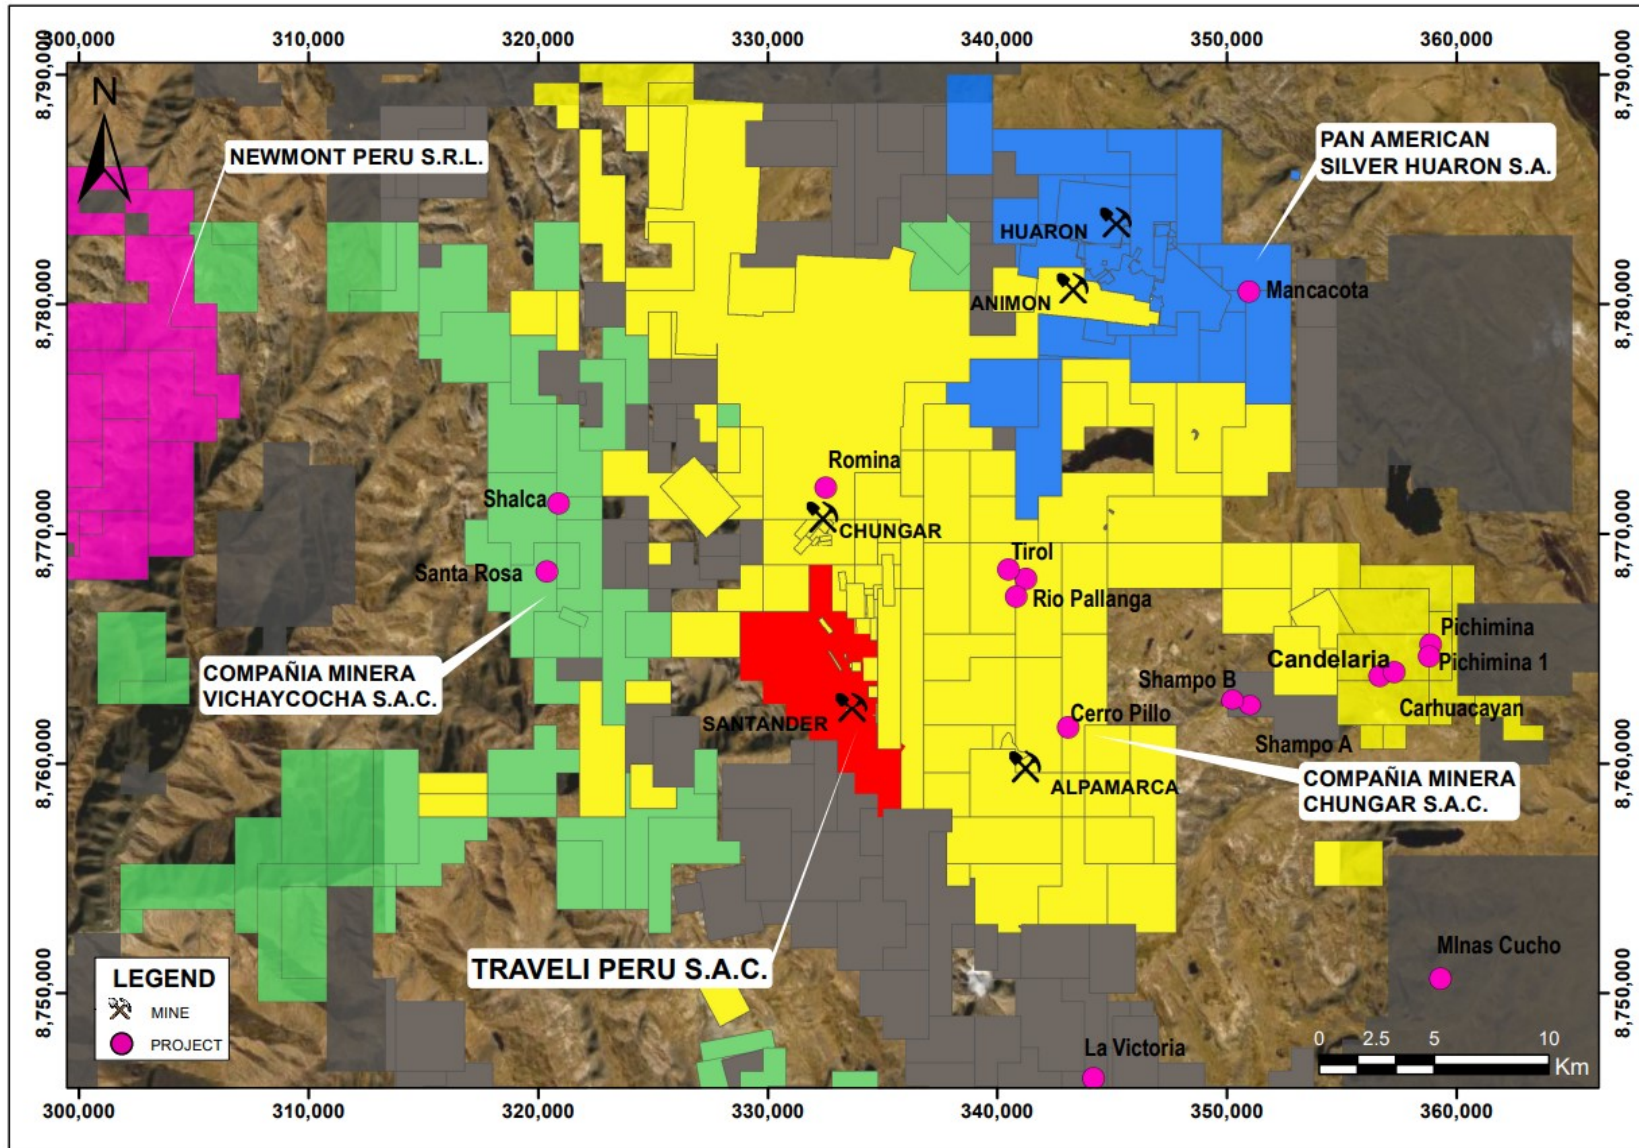 300,000
310,000
320,000
330,000
340,000
350,000
360,000
8,790,000
8,790,000
N
NEWMONT PERU S.R.L.
PAN AMERICAN
SILVER HUARON S.A.
HUARON
ANIMON
Mancacota
8,780,000
8,780,000
Romina
Shalca
CHUNGAR
8,770,000
8,770,000
Tirol
Santa Rosa
Rio Pallanga
Pichimina
Pichimina 1
Candelaria
COMPAÑIA MINERA
VICHAYCOCHA S.A.C.
Shampo B
Carhuacayan
Cerro Pillo
SANTANDER
Shampo A
8,760,000
8,760,000
ALPAMARCA
COMPAÑIA MINERA
CHUNGAR S.A.C.
MInas Cucho
TRAVELI PERU S.A.C.
8,750,000
8,750,000
LEGEND
MINE
PROJECT
La Victoria
0 2.5 5 10
Km
300,000
310,000
320,000
330,000
340,000
350,000
360,000